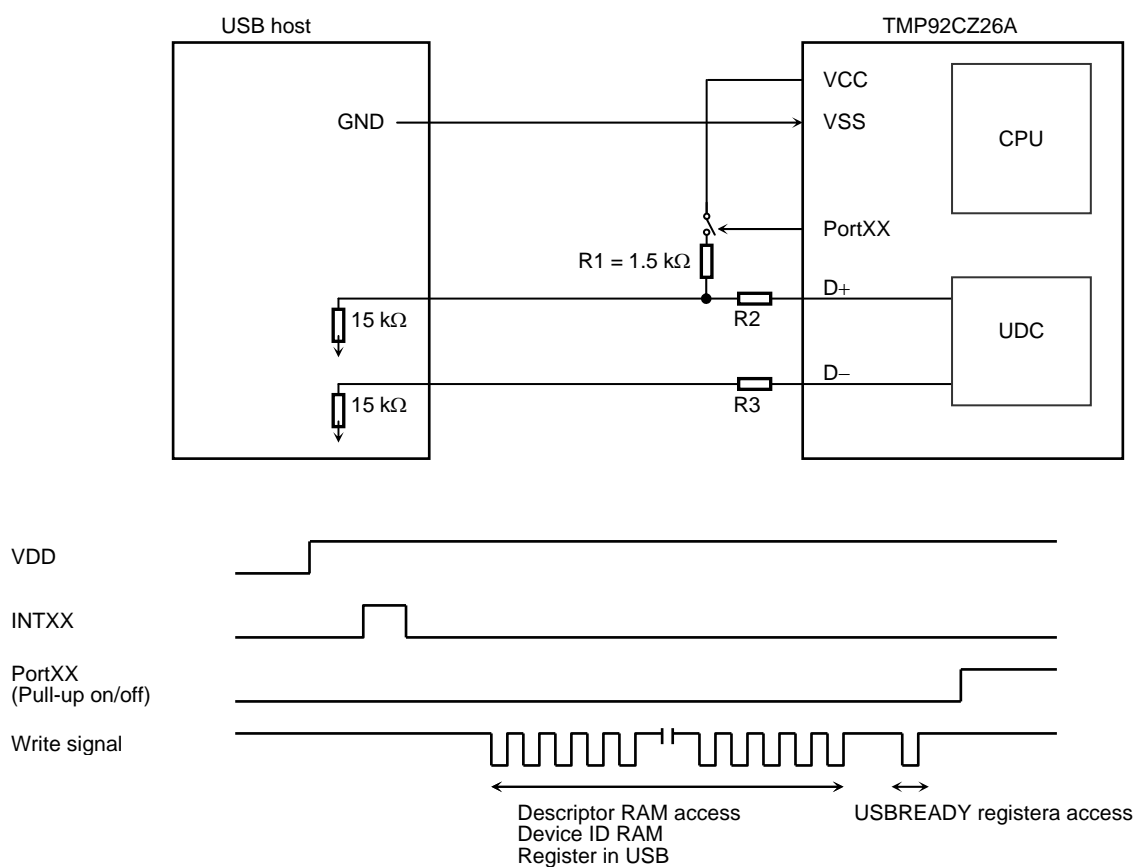 USB host
TMP92CZ26A
VCC
GND
VSS
CPU
PortXX
R1 = 1.5 kΩ
D+
15 kΩ
R2
UDC
D−
15 kΩ
R3
VDD
INTXX
PortXX
(Pull-up on/off)
Write signal
Descriptor RAM access
Device ID RAM
Register in USB
USBREADY registera access